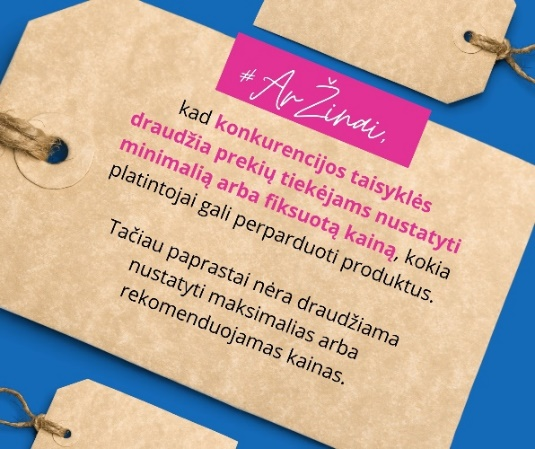 #ArŽinai,
kad konkurencijos taisyklės
draudžia prekių tiekėjams nustatyti
minimalią arba fiksuotą kainą, kokia
platintojai gali perparduoti produktus.
Tačiau paprastai nėra draudžiama
nustatyti maksimalias arba
rekomenduojamas kainas.